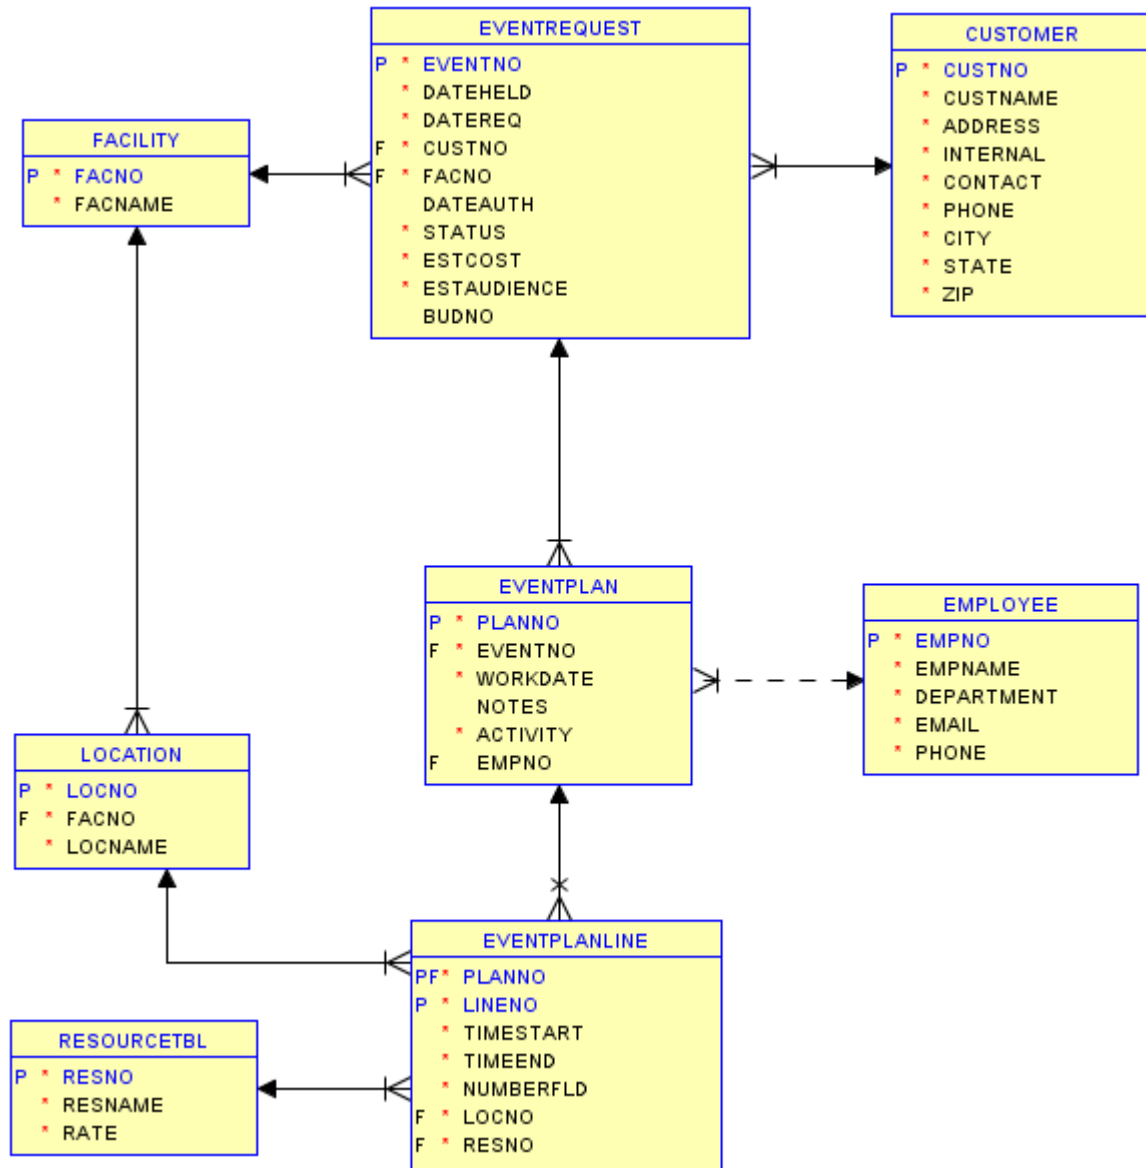 EVENTREQUEST
P * EVENTNO
* DATEHELD
* DATEREQ
F * CUSTNO
F * FACNO
DATEAUTH
* STATUS
* ESTCOST
* ESTAUDIENCE
BUDNO
CUSTOMER
P * CUSTNO
* CUSTNAME
* ADDRESS
* INTERNAL
* CONTACT
* PHONE
* CITY
* STATE
* ZIP
FACILITY
P * FACNO
* FACNAME
EVENTPLAN
P * PLANNO
F * EVENTNO
* WORKDATE
NOTES
* ACTIVITY
F EMPNO
EMPLOYEE
P * EMPNO
* EMPNAME
* DEPARTMENT
* EMAIL
* PHONE
LOCATION
P * LOCNO
F * FACNO
* LOCNAME
EVENTPLANLINE
PF* PLANNO
P * LINENO
* TIMESTART
* TIMEEND
* NUMBERFLD
F * LOCNO
F * RESNO
RESOURCETBL
P * RESNO
* RESNAME
* RATE